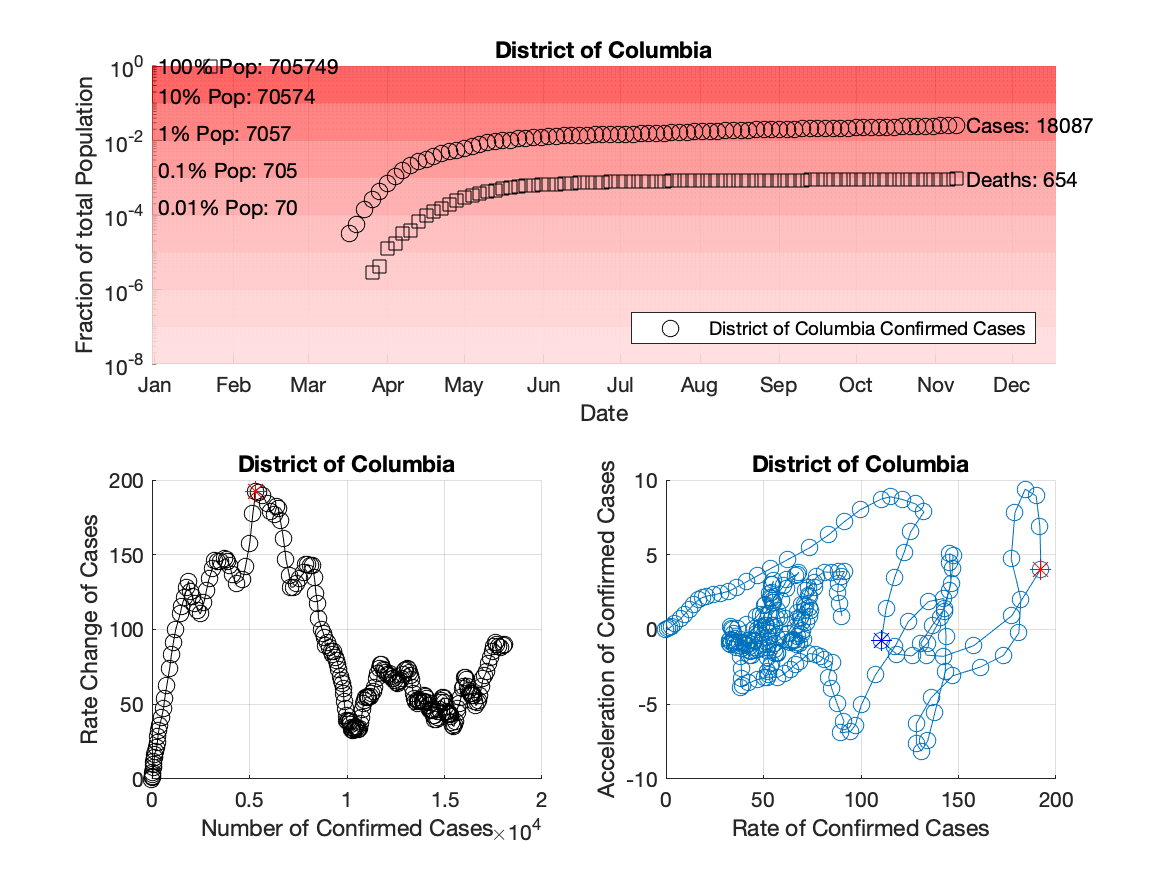 District of Columbia
Fraction of total Population
10^0
10^-2
10^-4
10^-6
10^-8
100% Pop: 705749
10% Pop: 70574
1% Pop: 7057
0.1% Pop: 705
0.01% Pop: 70
Cases: 18087
Deaths: 654
District of Columbia Confirmed Cases
Jan Feb Mar Apr May Jun Jul Aug Sep Oct Nov Dec
Date
District of Columbia
Rate Change of Cases
200
150
100
50
0
0 0.5 1 1.5 2
Number of Confirmed Cases ×10^4
District of Columbia
Acceleration of Confirmed Cases
10
5
0
-5
-10
0 50 100 150 200
Rate of Confirmed Cases